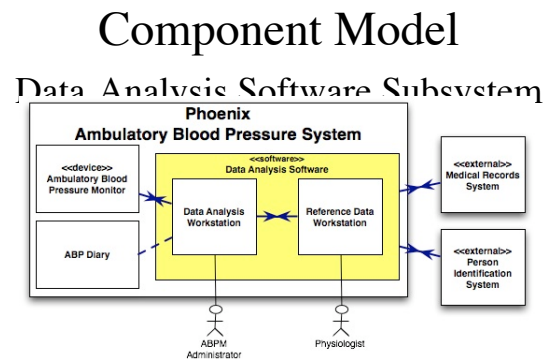 Component Model
Data Analysis Software Subsystem
Phoenix
Ambulatory Blood Pressure System
<<device>>
Ambulatory Blood
Pressure Monitor
ABP Diary
<<software>>
Data Analysis Software
Data Analysis
Workstation
Reference Data
Workstation
<<external>>
Medical Records
System
<<external>>
Person
Identification
System
ABPM
Administrator
Physiologist